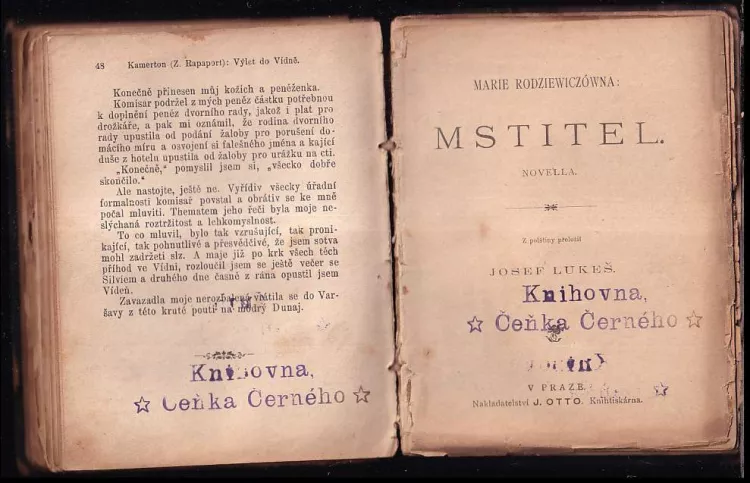 48 Kamerton (Z. Rapaport): Výlet do Vídně.
Konečně přinesen můj kožich a peněženka.
Komisar podržel z mých peněz částku potřebnou
k doplnění peněz dvorního rady, jakož i plat pro
drožkáře, a pak mi oznámil, že rodina dvorního
rady upustila od podání žaloby pro porušení do-
mácího míru a osvojení si falešného jména a kající
duše z hotelu upustila od žaloby pro urážku na cti.
„Konečně,“ pomyslil jsem si, „všecko dobře
skončilo.“
Ale nastojte, ještě ne. Vyřídiv všecky úřadní
formalnosti komisař povstal a obrátiv se ke mně
počal mluviti. Thematem jeho řeči byla moje ne-
slýchaná roztržitost a lehkomyslnost.
To co mluvil, bylo tak vzrušující, tak proni-
kající, tak pohnutlivé a přesvědčivé, že jsem sotva
mohl zadržeti slz. A maje již po krk všech těch
příhod ve Vídni, rozloučil jsem se ještě večer se
Silviem a druhého dne časně z rána opustil jsem
Vídeň.
Zavazadla moje nerozbalená vrátila se do Var-
šavy z této kruté pouti na modrý Dunaj.
Knihovna,
☆ Čeňka Černého ☆
MARIE RODZIEWICZÓWNA:
MSTITEL.
NOVELLA.
Z polštiny přeložil
JOSEF LUKEŠ.
Knihovna,
☆ Čeňka Černého ☆
V PRAZE.
Nakladatelství J. OTTO. Knihtiskárna.